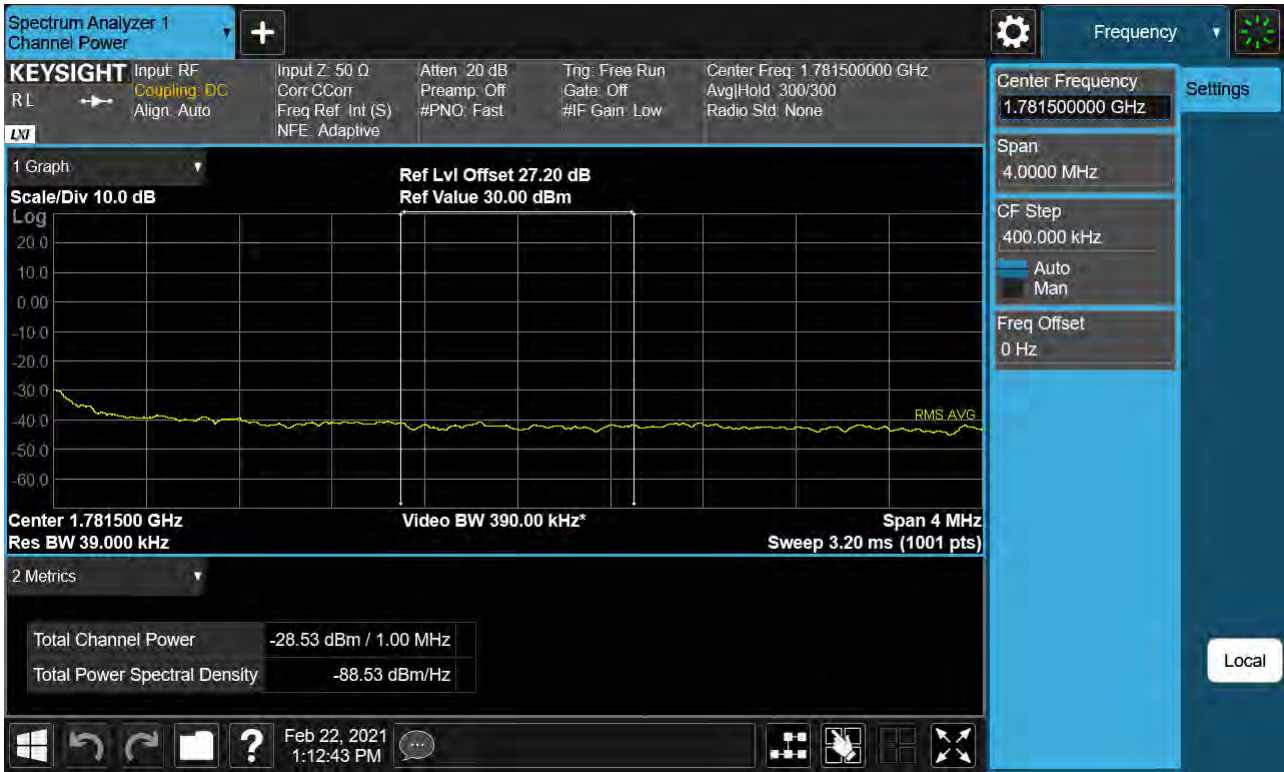 Spectrum Analyzer 1
Channel Power
+
Frequency
KEYSIGHT
RL
LXI
Input: RF
Coupling: DC
Align: Auto
Input Z: 50 Ω
Corr CCorr
Freq Ref: Int (S)
NFE: Adaptive
Atten: 20 dB
Preamp: Off
#PNO: Fast
Trig: Free Run
Gate: Off
#IF Gain: Low
Center Freq: 1.781500000 GHz
Avg|Hold: 300/300
Radio Std: None
Center Frequency
1.781500000 GHz
Settings
Span
4.0000 MHz
CF Step
400.000 kHz
Auto
Man
Freq Offset
0 Hz
1 Graph
Scale/Div 10.0 dB
Ref Lvl Offset 27.20 dB
Ref Value 30.00 dBm
Log
20.0
10.0
0.00
-10.0
-20.0
-30.0
-40.0
-50.0
-60.0
RMS AVG
Center 1.781500 GHz
Res BW 39.000 kHz
Video BW 390.00 kHz*
Span 4 MHz
Sweep 3.20 ms (1001 pts)
2 Metrics
Total Channel Power -28.53 dBm / 1.00 MHz
Total Power Spectral Density -88.53 dBm/Hz
Local
?
Feb 22, 2021
1:12:43 PM